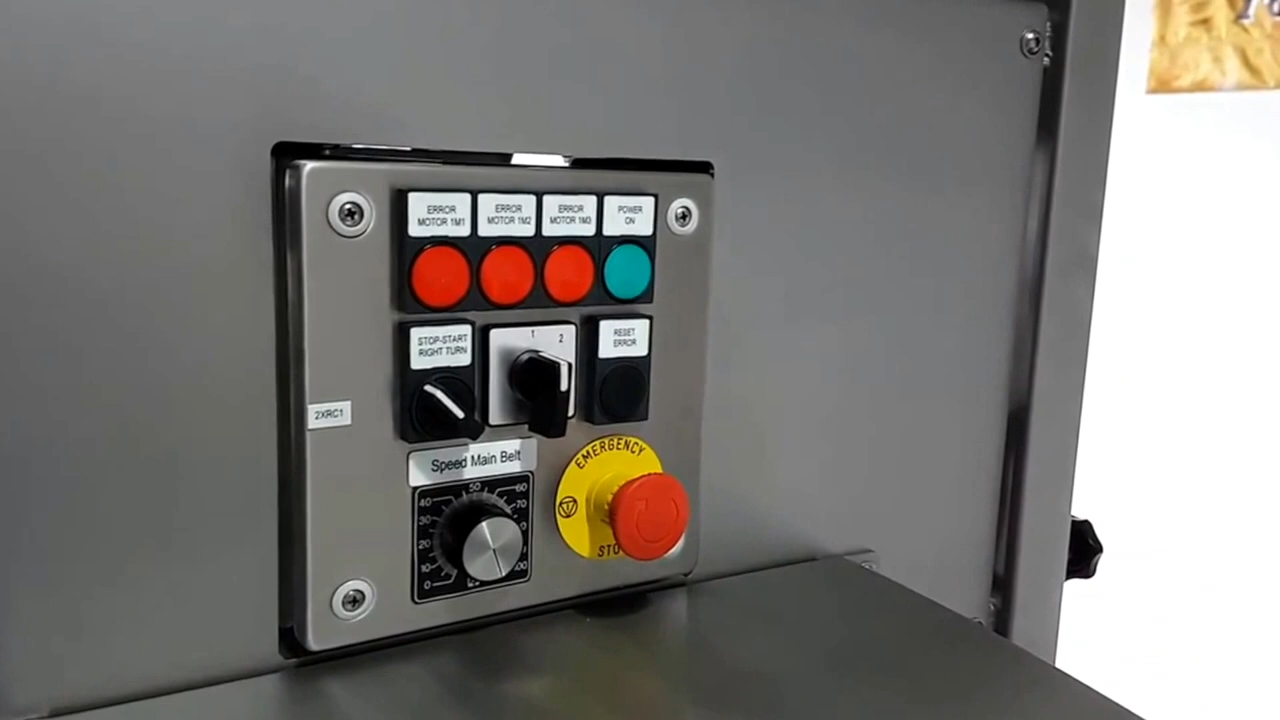 ERROR
MOTOR 1M1
ERROR
MOTOR 1M2
ERROR
MOTOR 1M3
POWER
ON
STOP-START
RIGHT TURN
1
2
RESET
ERROR
2XRC1
Speed Main Belt
EMERGENCY
0
10
20
30
40
50
60
70